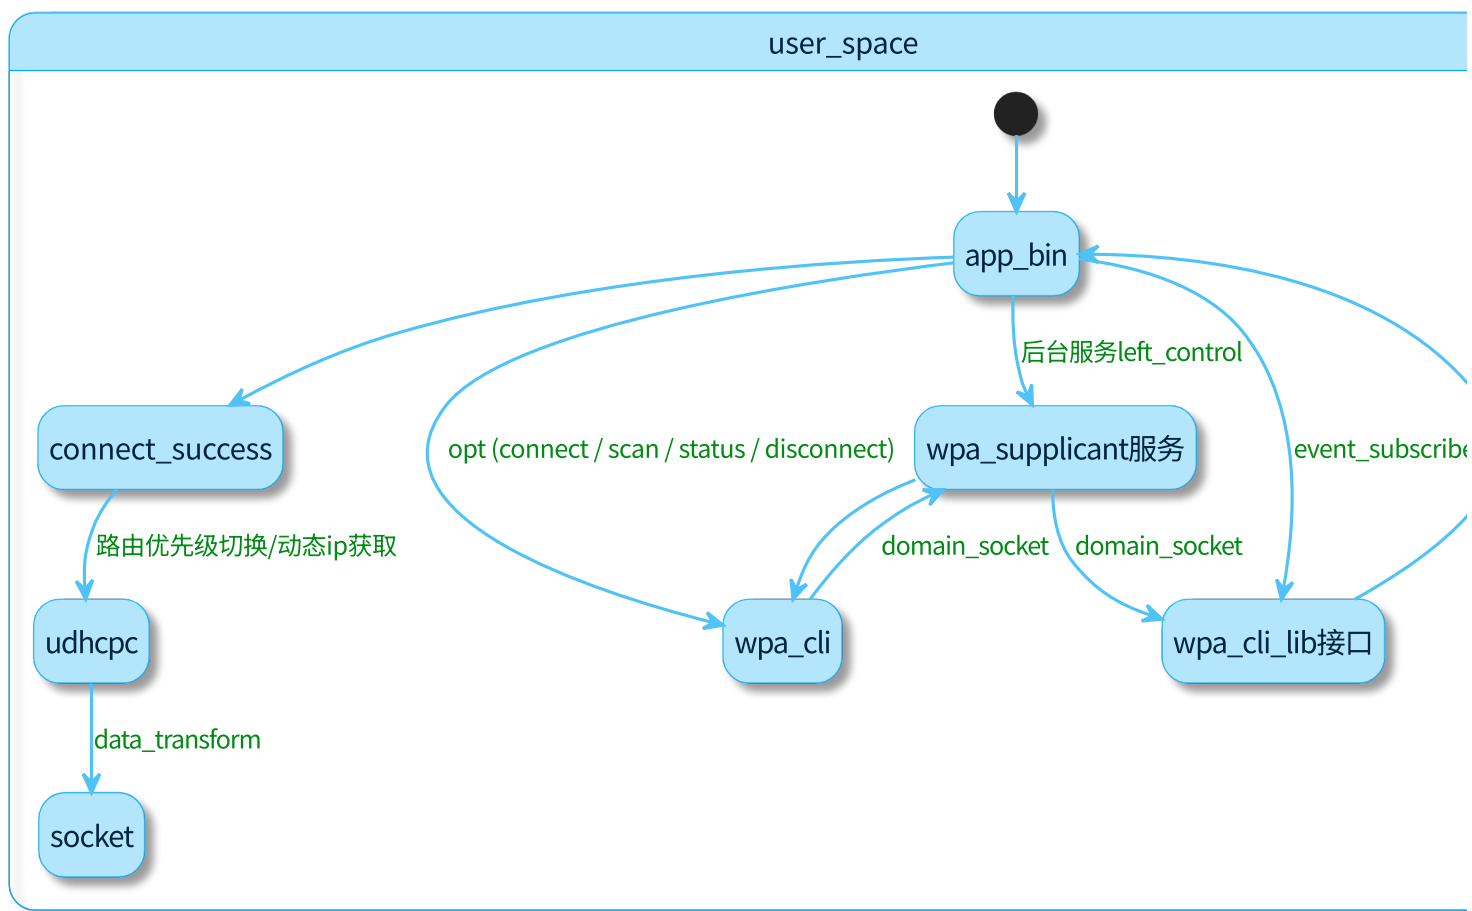 user_space
app_bin
后台服务left_control
connect_success
opt (connect / scan / status / disconnect)
wpa_supplicant服务
event_subscribe
路由优先级切换/动态ip获取
domain_socket
domain_socket
udhcpc
wpa_cli
wpa_cli_lib接口
data_transform
socket